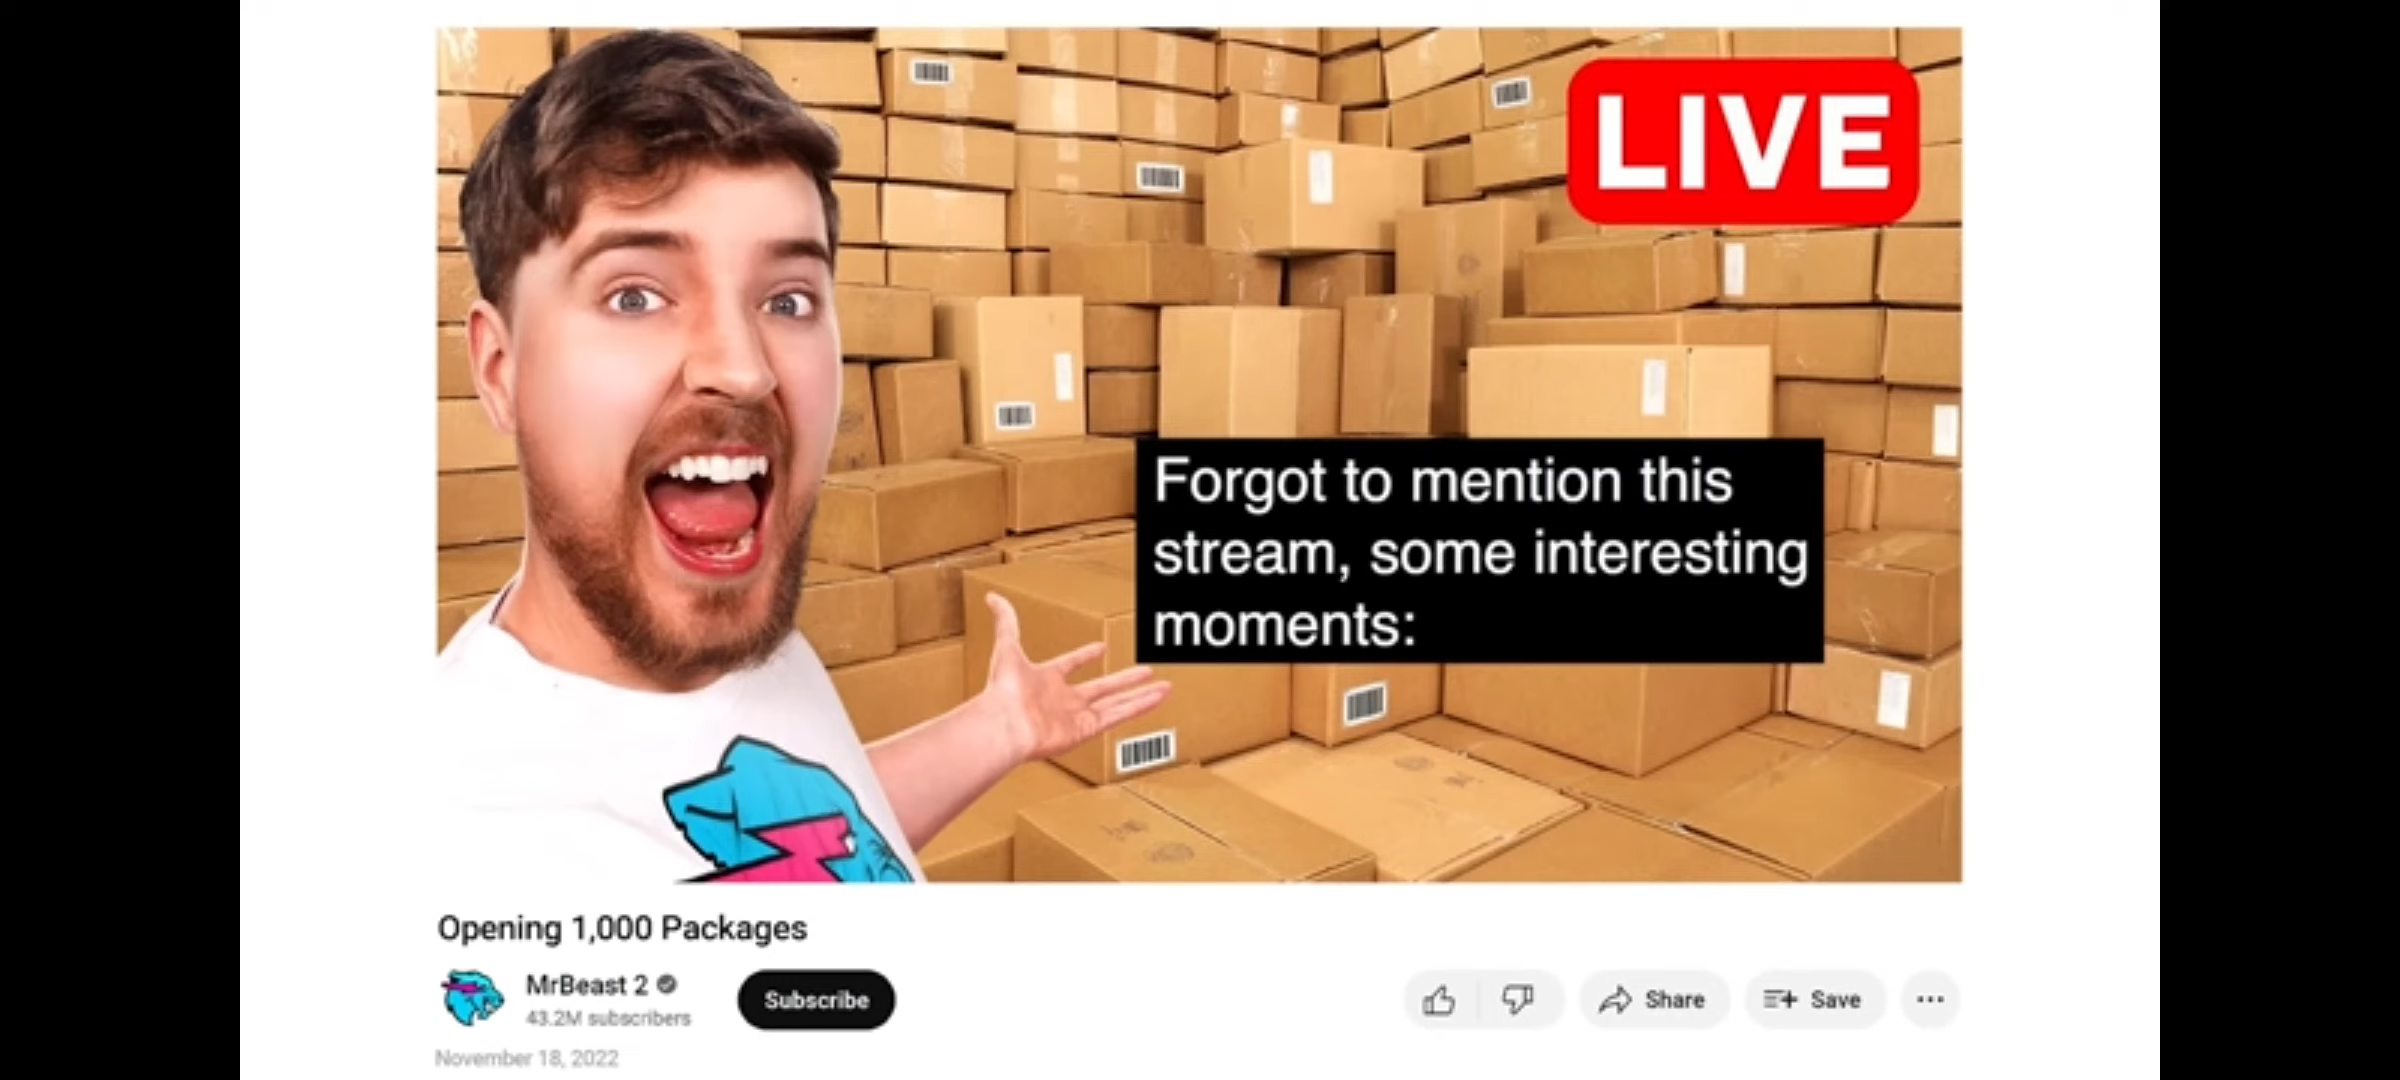 LIVE
Forgot to mention this
stream, some interesting
moments:
Opening 1,000 Packages
MrBeast 2
43.2M subscribers
Subscribe
Share
Save
November 18, 2022